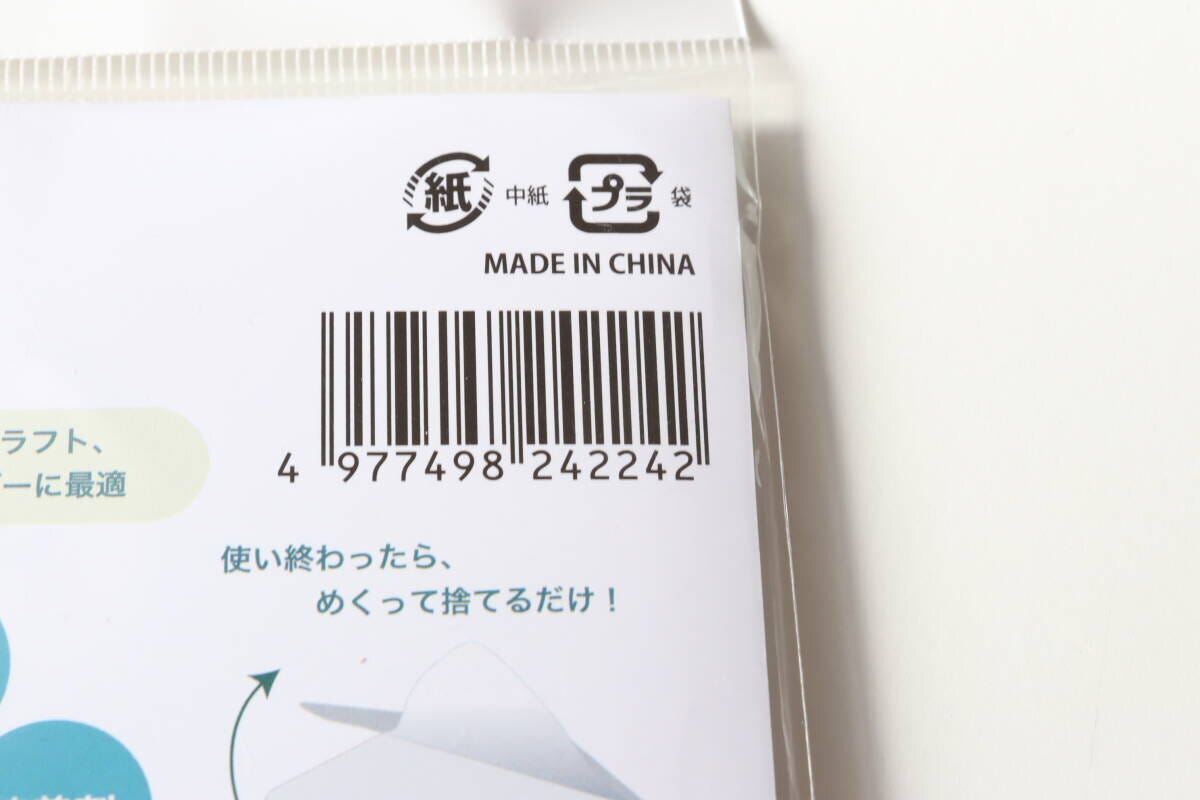 紙 中紙 プラ 袋
MADE IN CHINA
4 977498 242242
ラフト、
ーに最適
使い終わったら、
めくって捨てるだけ！